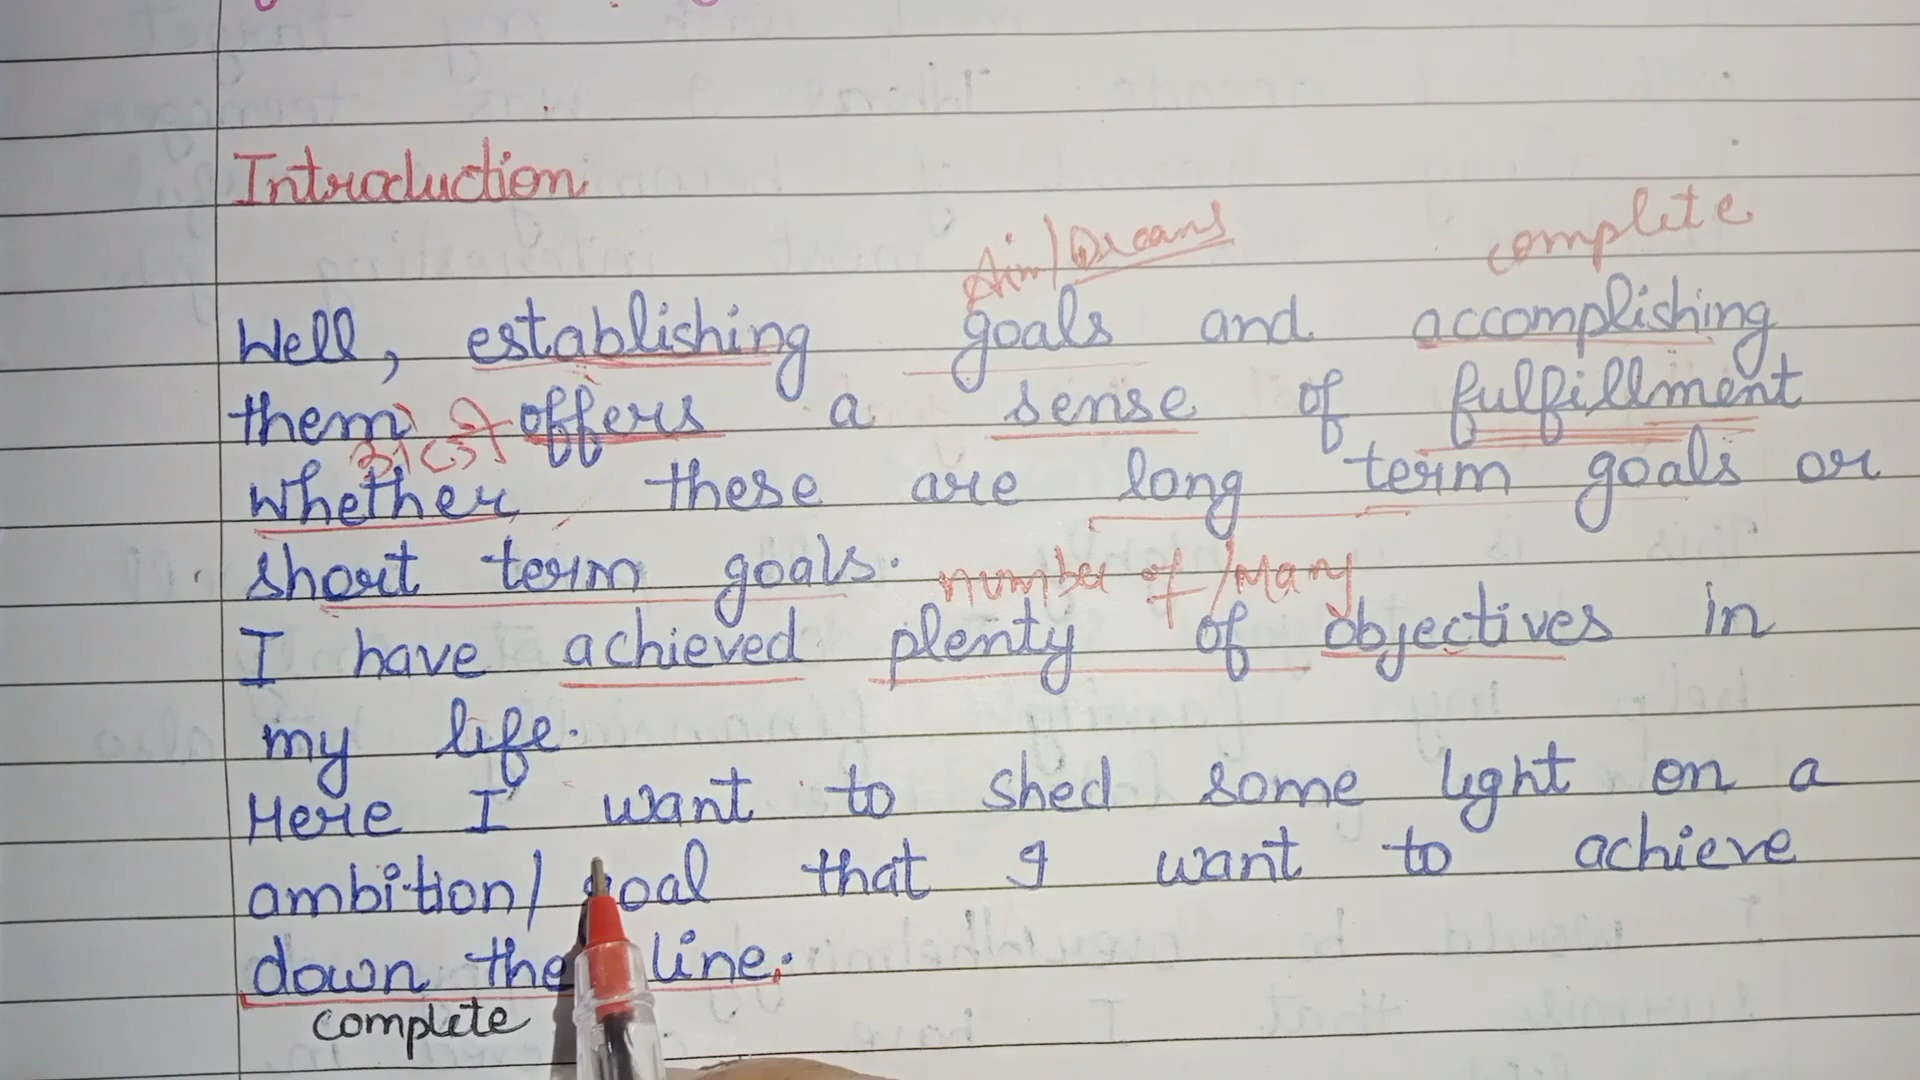 Introduction
Aim/Dreams complete
Well, establishing goals and accomplishing
them offers a sense of fulfillment
whether these are long term goals or
short term goals.
number of/Many
I have achieved plenty of objectives in
my life.
Here I want to shed some light on a
ambition/ goal that I want to achieve
down the line.
complete